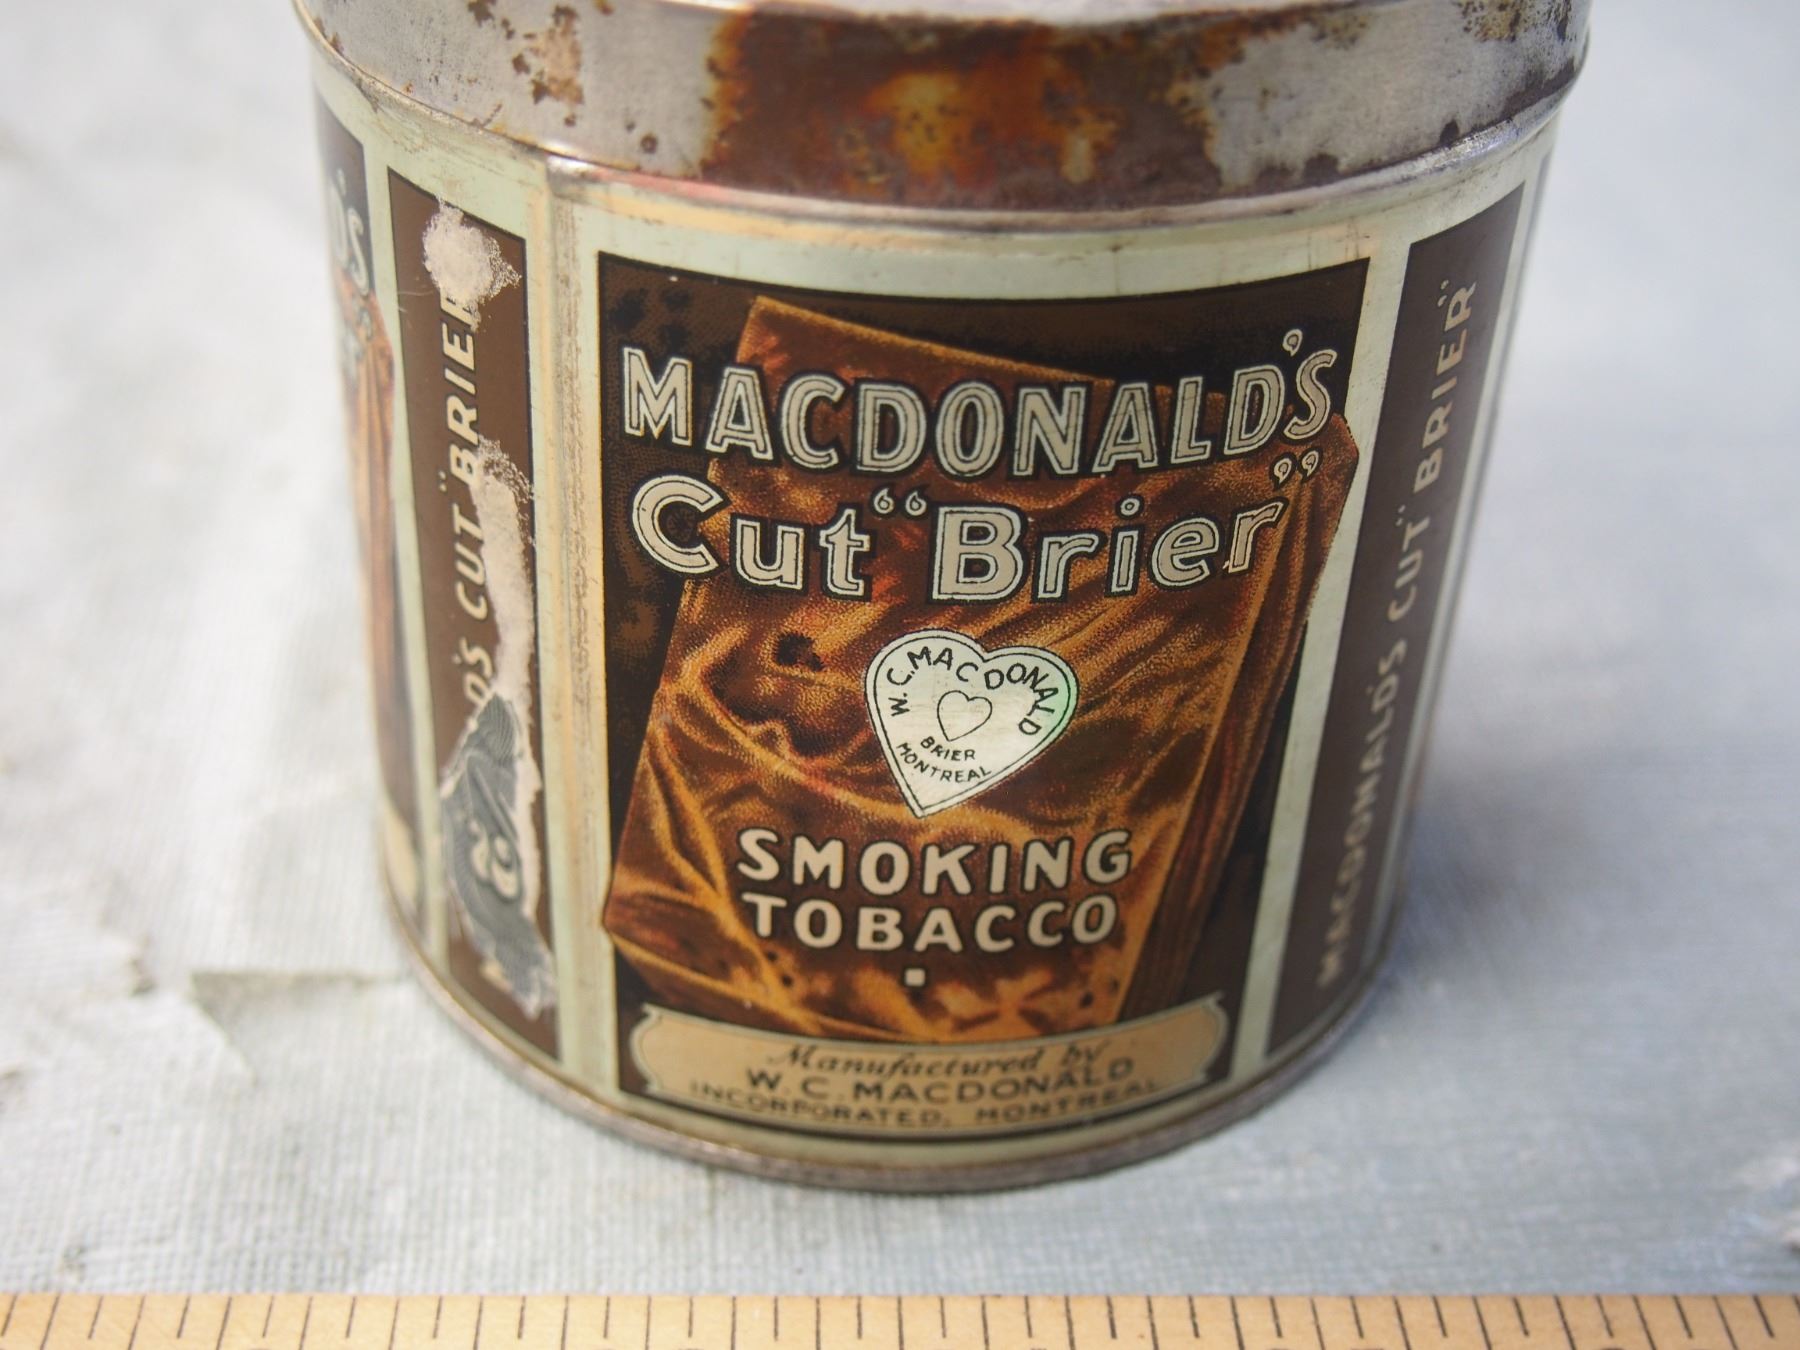 MACDONALD'S
Cut "Brier"
W. C. MACDONALD
BRIER
MONTREAL
SMOKING
TOBACCO
Manufactured by
W. C. MACDONALD
INCORPORATED, MONTREAL
D'S CUT "BRIER
MACDONALD'S CUT "BRIER"
D'S